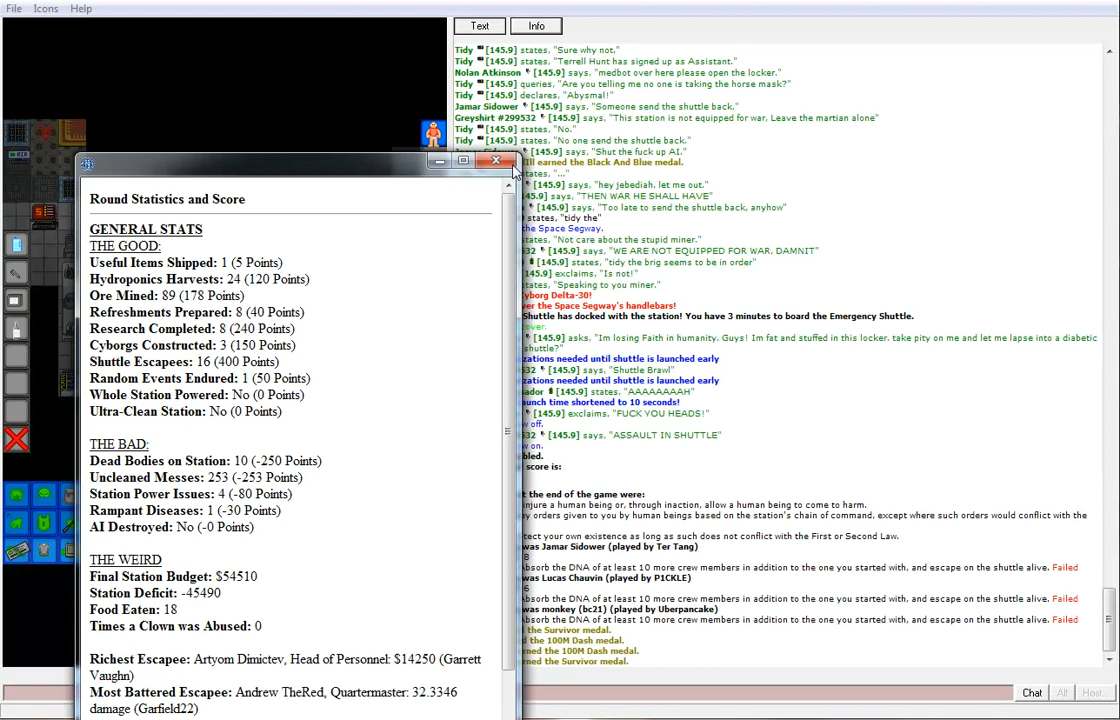 File Icons Help
Text Info
Tidy [145.9] states, "Sure why not."
Tidy [145.9] states, "Terrell Hunt has signed up as Assistant."
Nolan Atkinson [145.9] says, "medbot over here please open the locker."
Tidy [145.9] queries, "Are you telling me no one is taking the horse mask?"
Tidy [145.9] declares, "Abysmal!"
Jamar Sidower [145.9] says, "Someone send the shuttle back."
Greyshirt #299532 [145.9] says, "This station is not equipped for war, Leave the martian alone"
Tidy [145.9] states, "No."
Tidy [145.9] states, "No one send the shuttle back."
[145.9] says, "Shut the fuck up AI."
ill earned the Black And Blue medal.
states, "..."
[145.9] says, "hey jebediah, let me out."
[145.9] says, "THEN WAR HE SHALL HAVE"
[145.9] says, "Too late to send the shuttle back, anyhow"
states, "tidy the"
the Space Segway.
states, "Not care about the stupid miner."
[145.9] exclaims, "WE ARE NOT EQUIPPED FOR WAR, DAMNIT"
[145.9] states, "tidy the brig seems to be in order"
[145.9] exclaims, "Is not!"
states, "Speaking to you miner."
Cyborg Delta-30!
ver the Space Segway's handlebars!
Shuttle has docked with the station! You have 3 minutes to board the Emergency Shuttle.
cover.
[145.9] asks, "Im losing Faith in humanity. Guys! Im fat and stuffed in this locker. take pity on me and let me lapse into a diabetic
shuttle?"
zations needed until shuttle is launched early
532 [145.9] says, "Shuttle Brawl"
zations needed until shuttle is launched early
sador [145.9] states, "AAAAAAAAH"
aunch time shortened to 10 seconds!
[145.9] exclaims, "FUCK YOU HEADS!"
w off.
532 [145.9] says, "ASSAULT IN SHUTTLE"
w on.
bled.
score is:
t the end of the game were:
injure a human being or, through inaction, allow a human being to come to harm.
ey orders given to you by human beings based on the station's chain of command, except where such orders would conflict with the
tect your own existence as long as such does not conflict with the First or Second Law.
was Jamar Sidower (played by Ter Tang)
8
Absorb the DNA of at least 10 more crew members in addition to the one you started with, and escape on the shuttle alive. Failed
was Lucas Chauvin (played by P1CKLE)
6
Absorb the DNA of at least 10 more crew members in addition to the one you started with, and escape on the shuttle alive. Failed
was monkey (bc21) (played by Uberpancake)
Absorb the DNA of at least 10 more crew members in addition to the one you started with, and escape on the shuttle alive. Failed
d the Survivor medal.
d the 100M Dash medal.
rned the 100M Dash medal.
rned the Survivor medal.
Chat Alt Host...
Round Statistics and Score
GENERAL STATS
THE GOOD:
Useful Items Shipped: 1 (5 Points)
Hydroponics Harvests: 24 (120 Points)
Ore Mined: 89 (178 Points)
Refreshments Prepared: 8 (40 Points)
Research Completed: 8 (240 Points)
Cyborgs Constructed: 3 (150 Points)
Shuttle Escapees: 16 (400 Points)
Random Events Endured: 1 (50 Points)
Whole Station Powered: No (0 Points)
Ultra-Clean Station: No (0 Points)
THE BAD:
Dead Bodies on Station: 10 (-250 Points)
Uncleaned Messes: 253 (-253 Points)
Station Power Issues: 4 (-80 Points)
Rampant Diseases: 1 (-30 Points)
AI Destroyed: No (-0 Points)
THE WEIRD
Final Station Budget: $54510
Station Deficit: -45490
Food Eaten: 18
Times a Clown was Abused: 0
Richest Escapee: Artyom Dimictev, Head of Personnel: $14250 (Garrett
Vaughn)
Most Battered Escapee: Andrew TheRed, Quartermaster: 32.3346
damage (Garfield22)